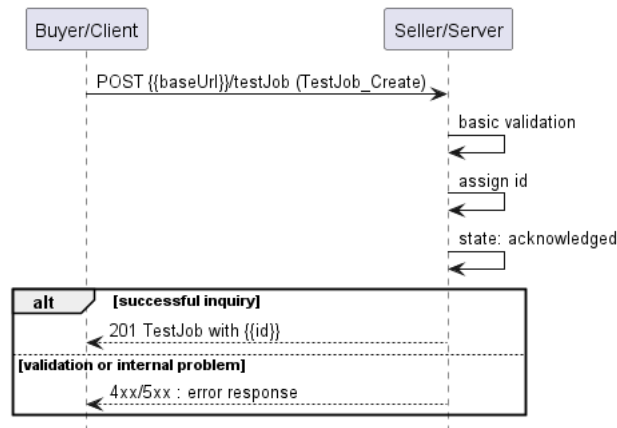 Buyer/Client
Seller/Server
POST {{baseUrl}}/testJob (TestJob_Create)
basic validation
assign id
state: acknowledged
alt
[successful inquiry]
201 TestJob with {{id}}
[validation or internal problem]
4xx/5xx : error response